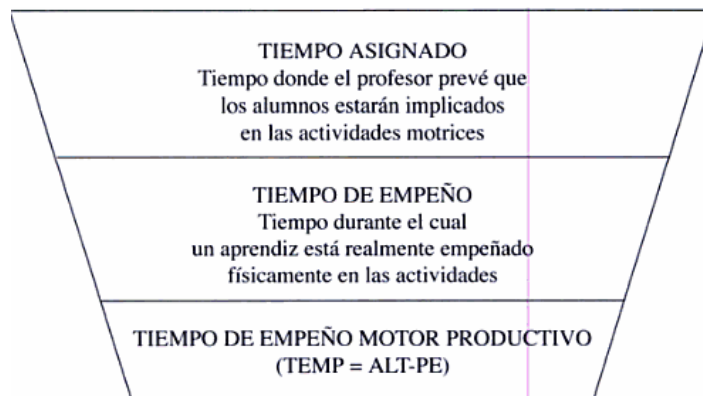 TIEMPO ASIGNADO
Tiempo donde el profesor prevé que
los alumnos estarán implicados
en las actividades motrices
TIEMPO DE EMPEÑO
Tiempo durante el cual
un aprendiz está realmente empeñado
físicamente en las actividades
TIEMPO DE EMPEÑO MOTOR PRODUCTIVO
(TEMP = ALT-PE)